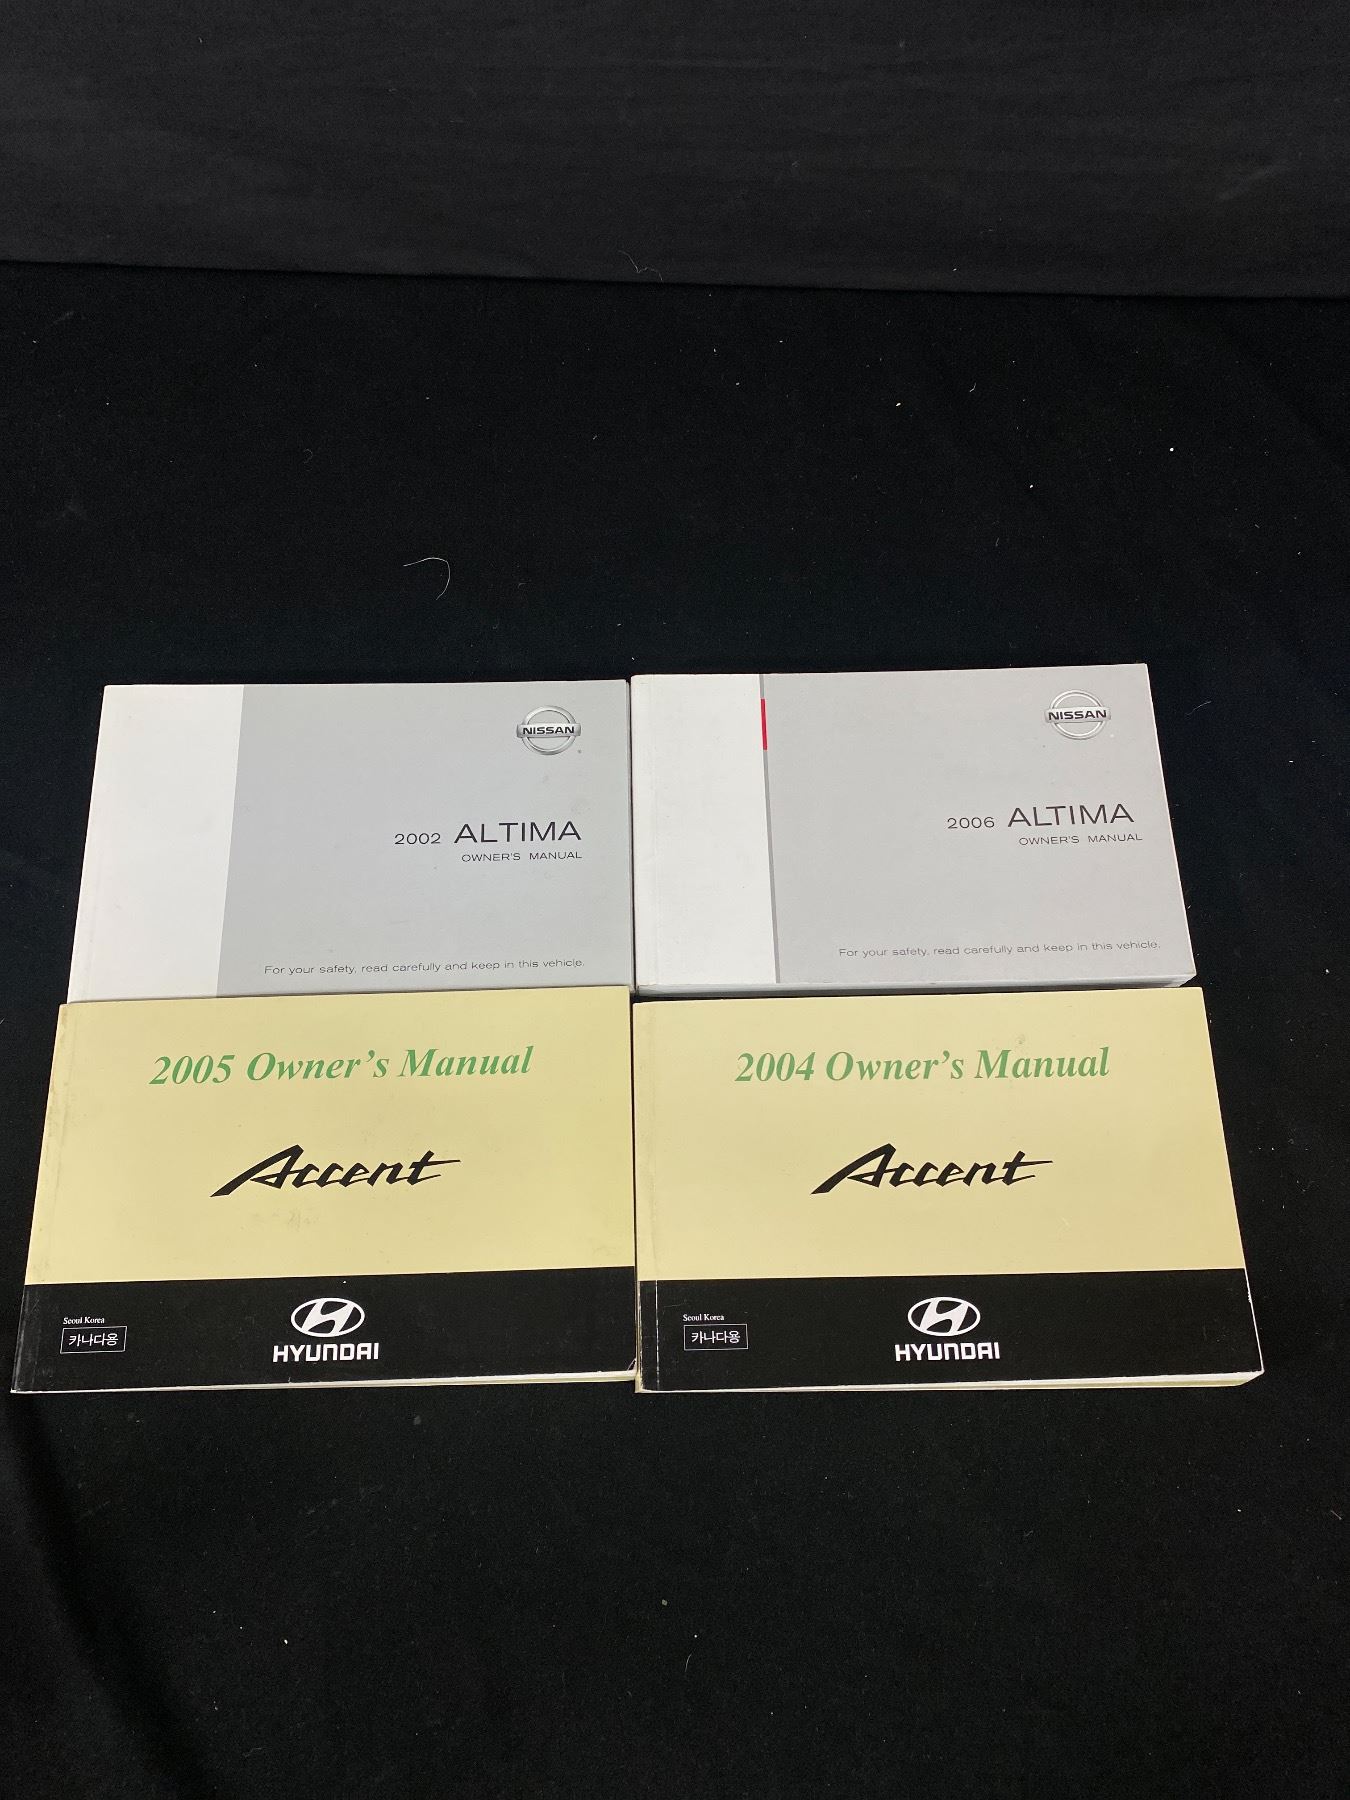 NISSAN
2002 ALTIMA
OWNER'S MANUAL
For your safety, read carefully and keep in this vehicle.
NISSAN
2006 ALTIMA
OWNER'S MANUAL
For your safety, read carefully and keep in this vehicle.
2005 Owner's Manual
Accent
Seoul Korea
카나다용
HYUNDAI
2004 Owner's Manual
Accent
Seoul Korea
카나다용
HYUNDAI